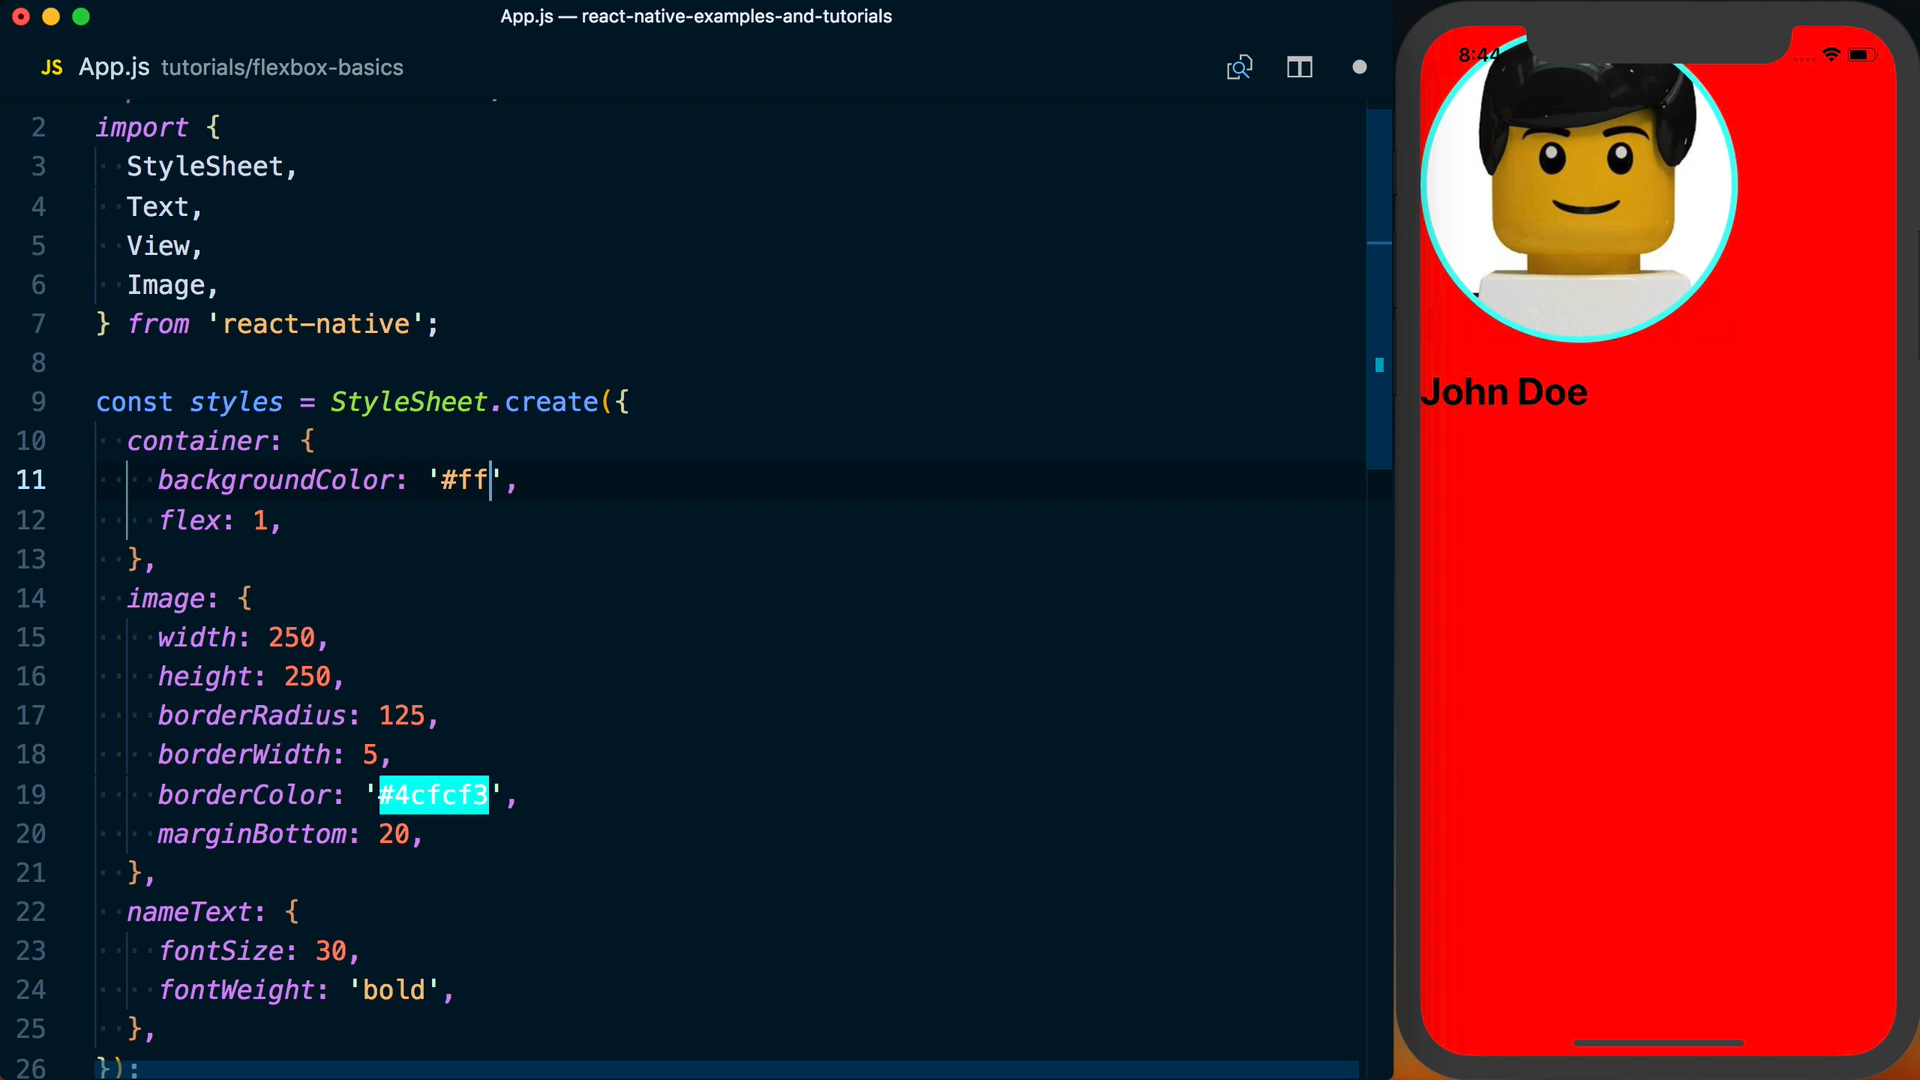 App.js — react-native-examples-and-tutorials
JS App.js tutorials/flexbox-basics
2 import {
3 StyleSheet,
4 Text,
5 View,
6 Image,
7 } from 'react-native';
8
9 const styles = StyleSheet.create({
10 container: {
11 backgroundColor: '#ff',
12 flex: 1,
13 },
14 image: {
15 width: 250,
16 height: 250,
17 borderRadius: 125,
18 borderWidth: 5,
19 borderColor: '#4cfcf3',
20 marginBottom: 20,
21 },
22 nameText: {
23 fontSize: 30,
24 fontWeight: 'bold',
25 },
26 });
8:44
John Doe